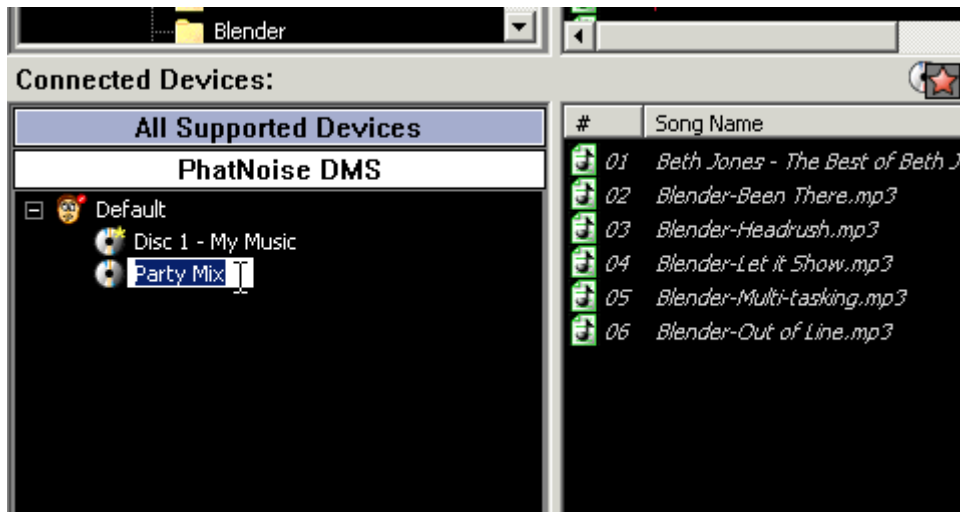 Blender
Connected Devices:
All Supported Devices
PhatNoise DMS
Default
Disc 1 - My Music
Party Mix
# Song Name
01 Beth Jones - The Best of Beth J
02 Blender-Been There.mp3
03 Blender-Headrush.mp3
04 Blender-Let it Show.mp3
05 Blender-Multi-tasking.mp3
06 Blender-Out of Line.mp3